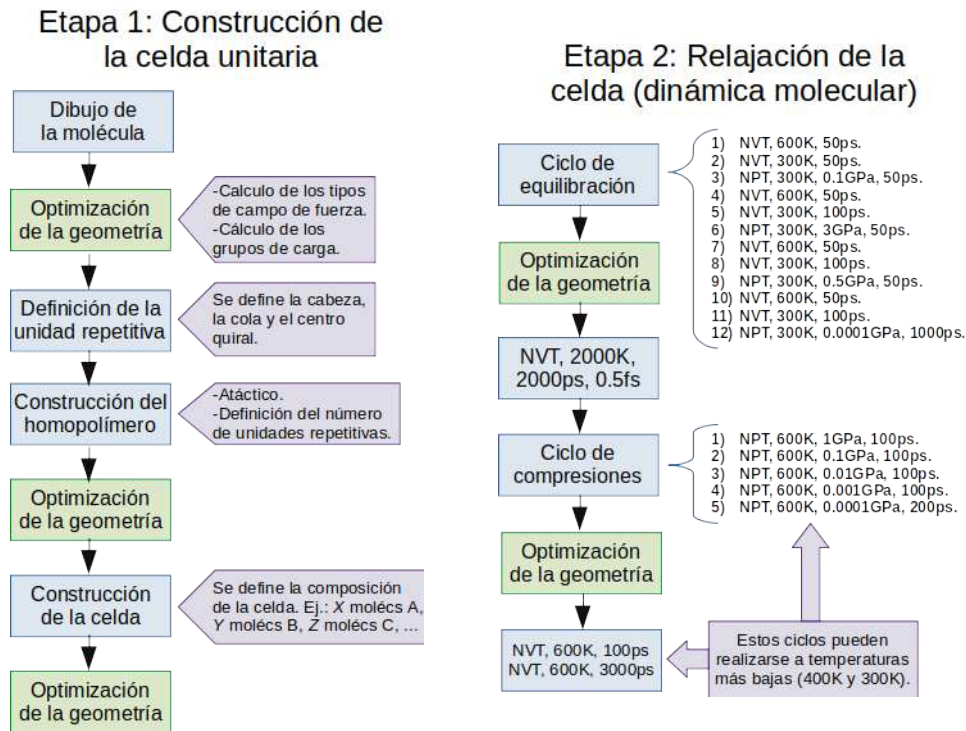 Etapa 1: Construcción de
la celda unitaria
Dibujo de
la molécula
Optimización
de la geometría
-Calculo de los tipos
de campo de fuerza.
-Cálculo de los
grupos de carga.
Definición de la
unidad repetitiva
Se define la cabeza,
la cola y el centro
quiral.
Construcción del
homopolímero
-Atáctico.
-Definición del número
de unidades repetitivas.
Optimización
de la geometría
Construcción
de la celda
Se define la composición
de la celda. Ej.: X molécs A,
Y molécs B, Z molécs C, ...
Optimización
de la geometría
Etapa 2: Relajación de la
celda (dinámica molecular)
Ciclo de
equilibración
1) NVT, 600K, 50ps.
2) NVT, 300K, 50ps.
3) NPT, 300K, 0.1GPa, 50ps.
4) NVT, 600K, 50ps.
5) NVT, 300K, 100ps.
6) NPT, 300K, 3GPa, 50ps.
7) NVT, 600K, 50ps.
8) NVT, 300K, 100ps.
9) NPT, 300K, 0.5GPa, 50ps.
10) NVT, 600K, 50ps.
11) NVT, 300K, 100ps.
12) NPT, 300K, 0.0001GPa, 1000ps.
Optimización
de la geometría
NVT, 2000K,
2000ps, 0.5fs
Ciclo de
compresiones
1) NPT, 600K, 1GPa, 100ps.
2) NPT, 600K, 0.1GPa, 100ps.
3) NPT, 600K, 0.01GPa, 100ps.
4) NPT, 600K, 0.001GPa, 100ps.
5) NPT, 600K, 0.0001GPa, 200ps.
Optimización
de la geometría
NVT, 600K, 100ps
NVT, 600K, 3000ps
Estos ciclos pueden
realizarse a temperaturas
más bajas (400K y 300K).